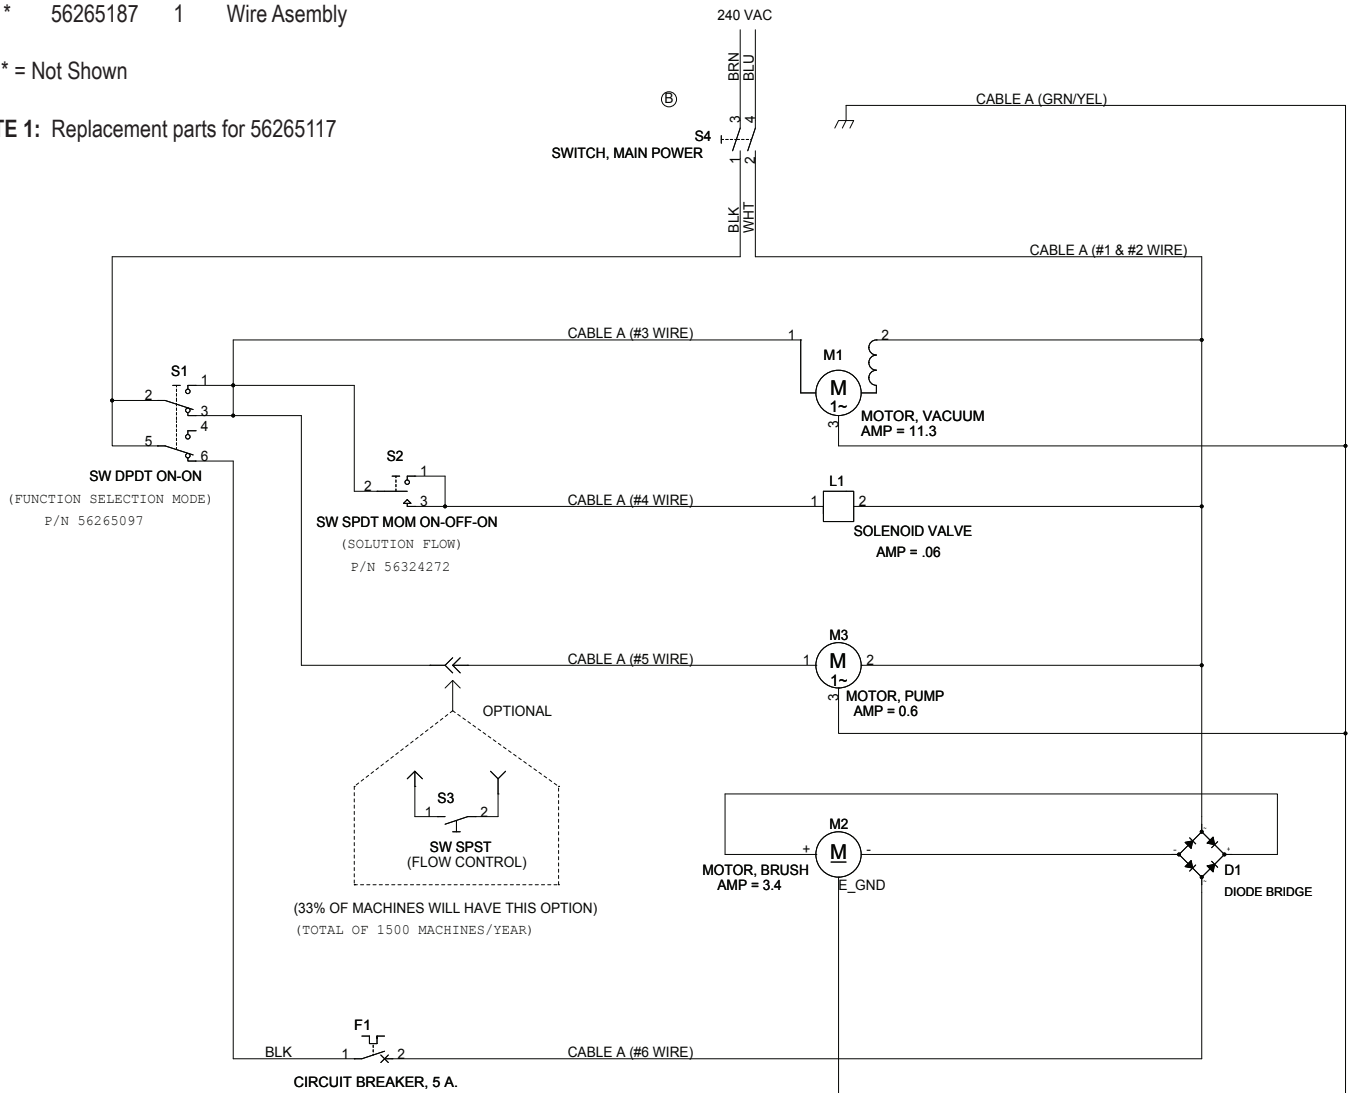 * 56265187 1 Wire Asembly
* = Not Shown
TE 1: Replacement parts for 56265117
240 VAC
BRN
BLU
B
CABLE A (GRN/YEL)
3 4
S4
SWITCH, MAIN POWER
1 2
BLK
WHT
CABLE A (#1 & #2 WIRE)
CABLE A (#3 WIRE)
1 2
M1
M
1~
3
MOTOR, VACUUM
AMP = 11.3
S1
1
2
3
4
5
6
SW DPDT ON-ON
(FUNCTION SELECTION MODE)
P/N 56265097
S2
1
2
3
SW SPDT MOM ON-OFF-ON
(SOLUTION FLOW)
P/N 56324272
CABLE A (#4 WIRE)
L1
1 2
SOLENOID VALVE
AMP = .06
M3
CABLE A (#5 WIRE)
1 M 2
1~
3
MOTOR, PUMP
AMP = 0.6
OPTIONAL
S3
1 2
SW SPST
(FLOW CONTROL)
(33% OF MACHINES WILL HAVE THIS OPTION)
(TOTAL OF 1500 MACHINES/YEAR)
M2
+ M -
MOTOR, BRUSH
AMP = 3.4
E_GND
- +
D1
DIODE BRIDGE
F1
BLK 1 2
CABLE A (#6 WIRE)
CIRCUIT BREAKER, 5 A.